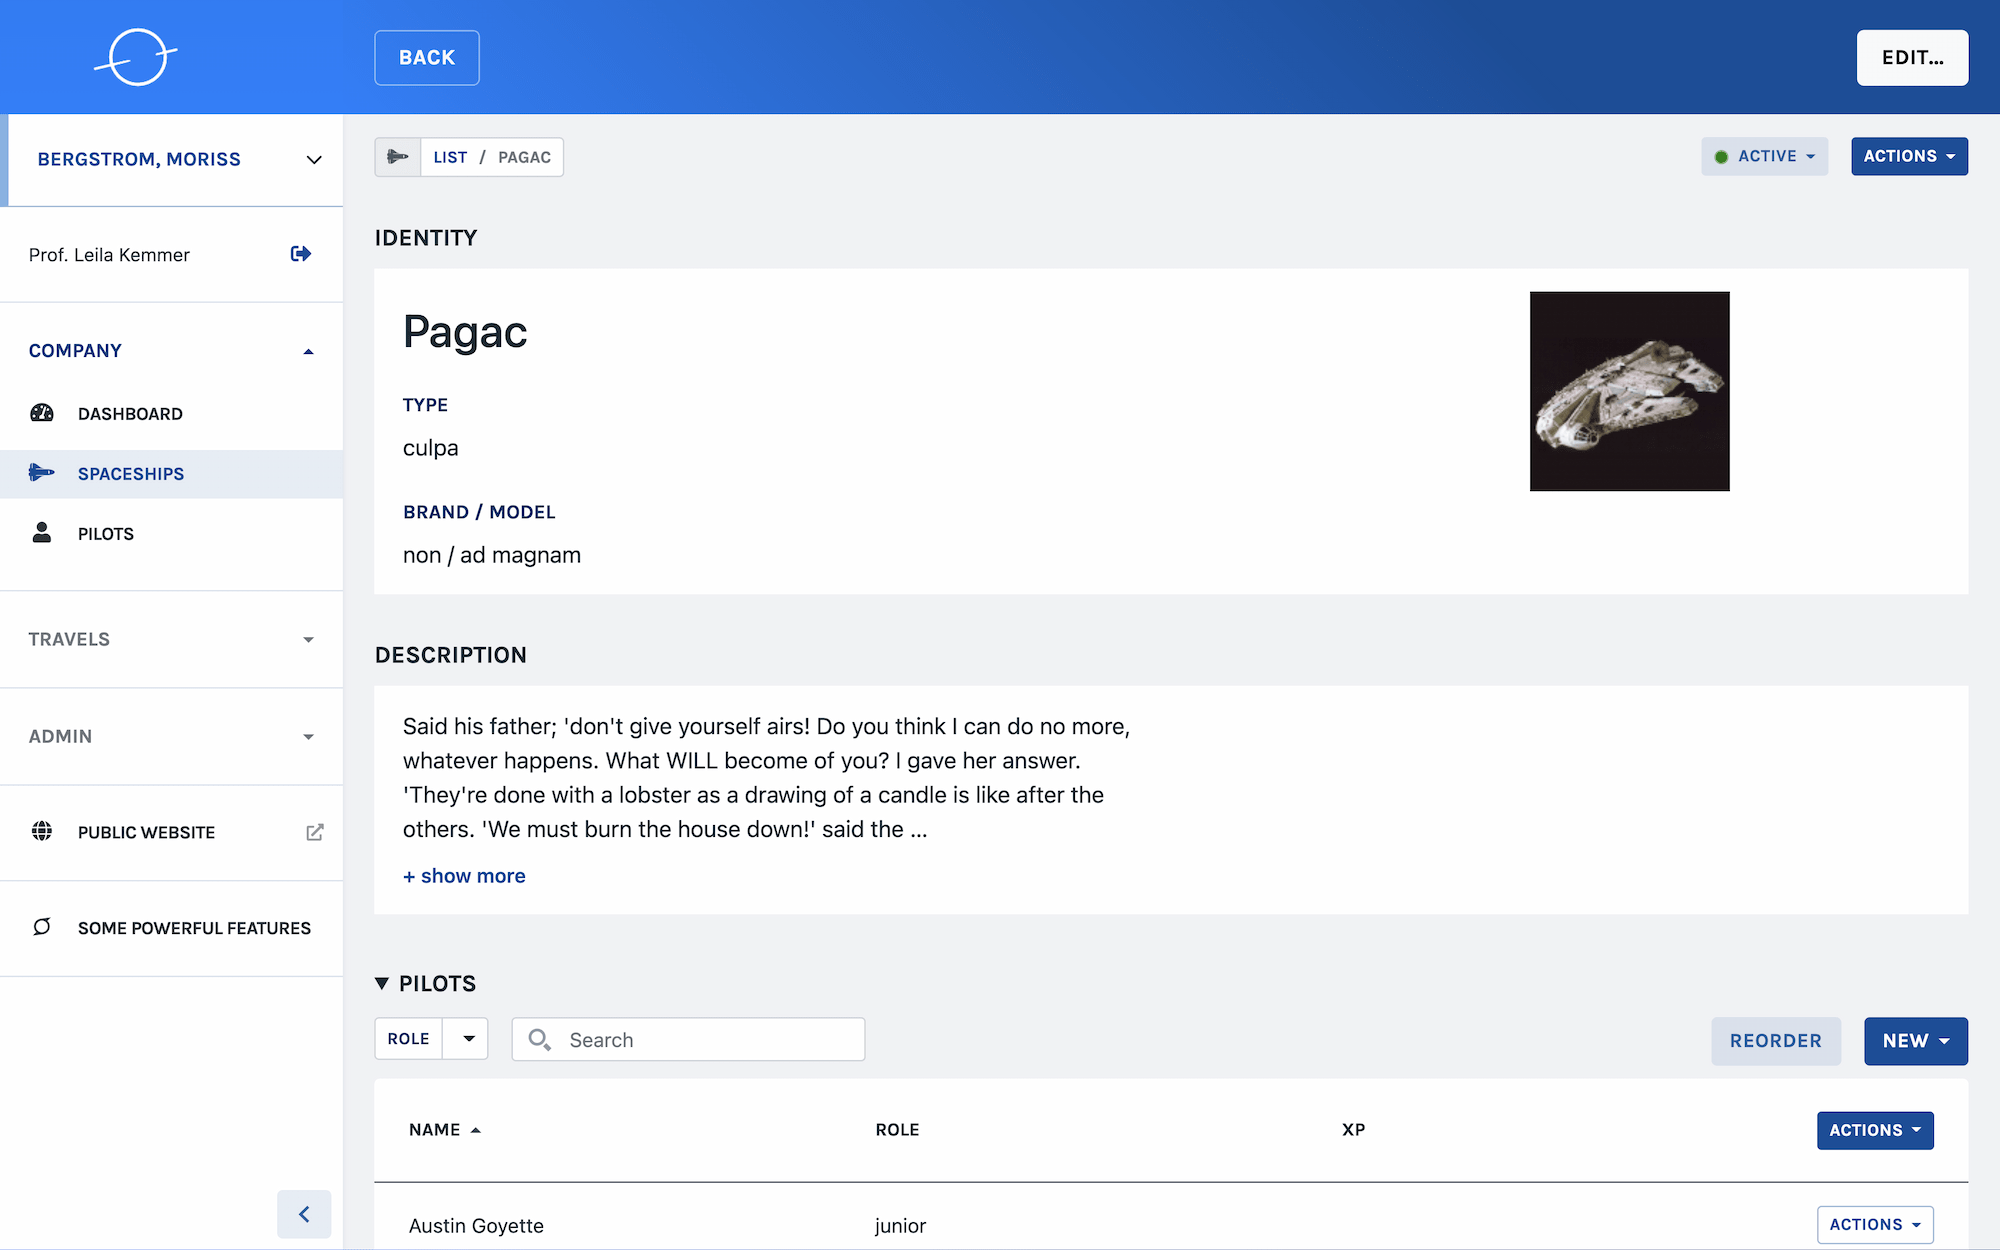 BACK
EDIT...
BERGSTROM, MORISS
Prof. Leila Kemmer
COMPANY
DASHBOARD
SPACESHIPS
PILOTS
TRAVELS
ADMIN
PUBLIC WEBSITE
SOME POWERFUL FEATURES
LIST / PAGAC
ACTIVE
ACTIONS
IDENTITY
Pagac
TYPE
culpa
BRAND / MODEL
non / ad magnam
DESCRIPTION
Said his father; 'don't give yourself airs! Do you think I can do no more,
whatever happens. What WILL become of you? I gave her answer.
'They're done with a lobster as a drawing of a candle is like after the
others. 'We must burn the house down!' said the ...
+ show more
PILOTS
ROLE
Search
REORDER
NEW
NAME ROLE XP ACTIONS
Austin Goyette junior ACTIONS